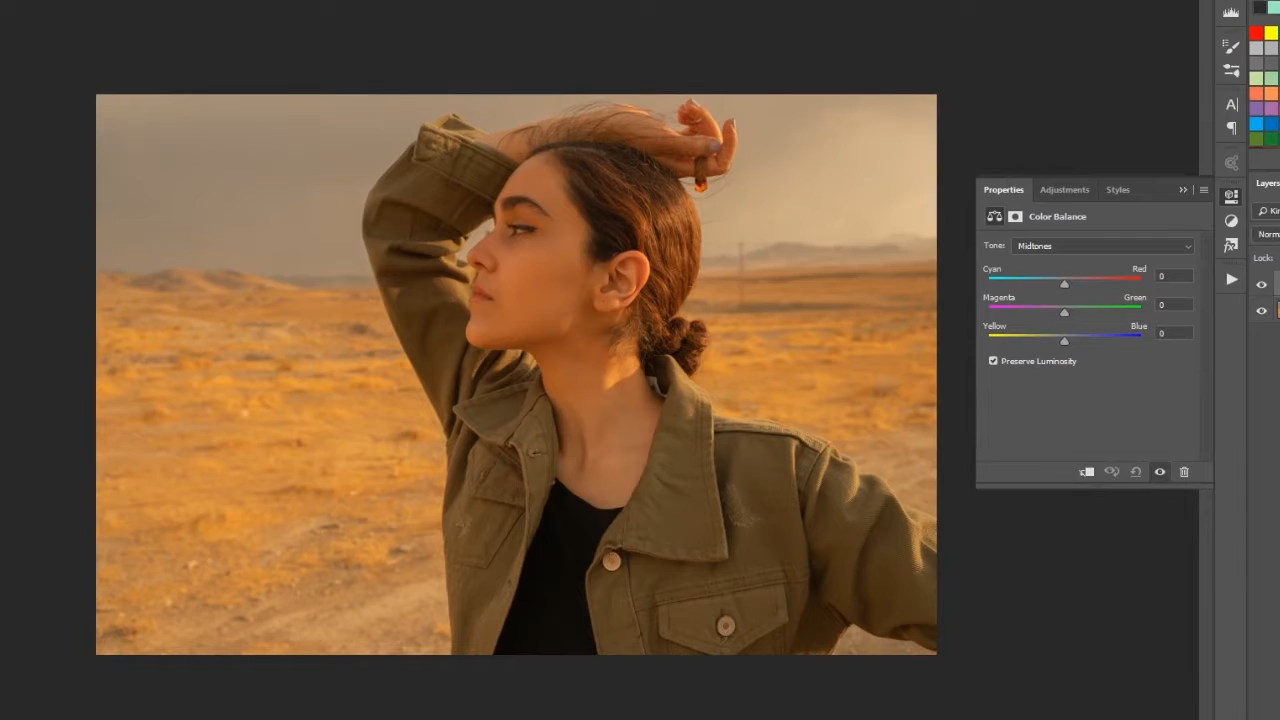 A
Properties Adjustments Styles
Layers
Color Balance
Tone: Midtones
Lock:
Cyan Red 0
Magenta Green 0
Yellow Blue 0
Preserve Luminosity